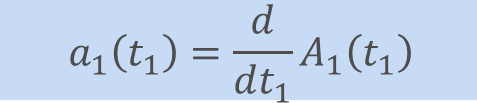 a₁(t₁) = d/dt₁ A₁(t₁)